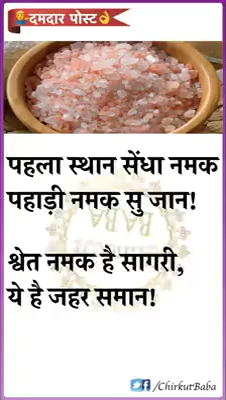 दमदार पोस्ट
पहला स्थान सेंधा नमक
पहाड़ी नमक सु जान!
श्वेत नमक है सागरी,
ये है जहर समान!
/ChirkutBaba